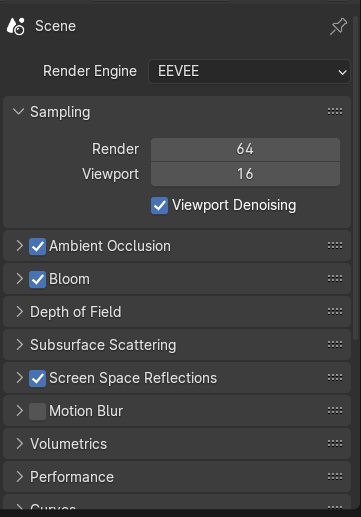 Scene
Render Engine EEVEE
Sampling
Render 64
Viewport 16
Viewport Denoising
Ambient Occlusion
Bloom
Depth of Field
Subsurface Scattering
Screen Space Reflections
Motion Blur
Volumetrics
Performance
Curves